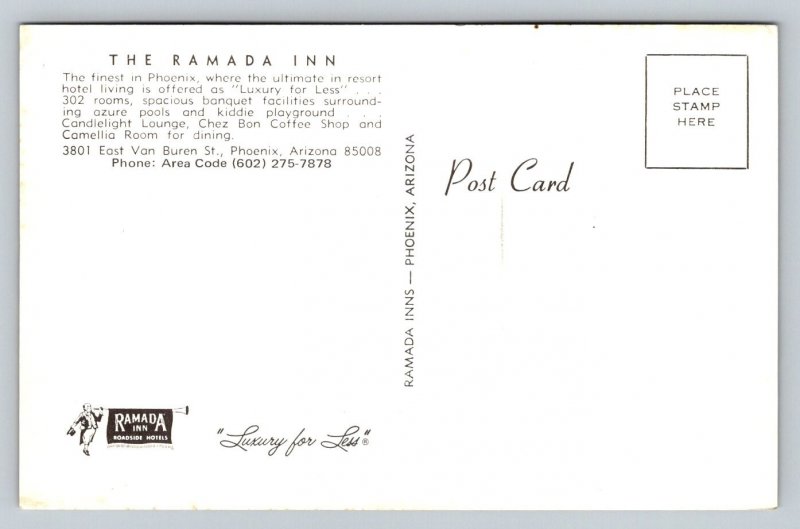 THE RAMADA INN
The finest in Phoenix, where the ultimate in resort
hotel living is offered as "Luxury for Less" . . .
302 rooms, spacious banquet facilities surround-
ing azure pools and kiddie playground . . .
Candlelight Lounge, Chez Bon Coffee Shop and
Camellia Room for dining.
3801 East Van Buren St., Phoenix, Arizona 85008
Phone: Area Code (602) 275-7878
RAMADA INNS — PHOENIX, ARIZONA
PLACE
STAMP
HERE
Post Card
RAMADA
INN
ROADSIDE HOTELS
"Luxury for Less"®